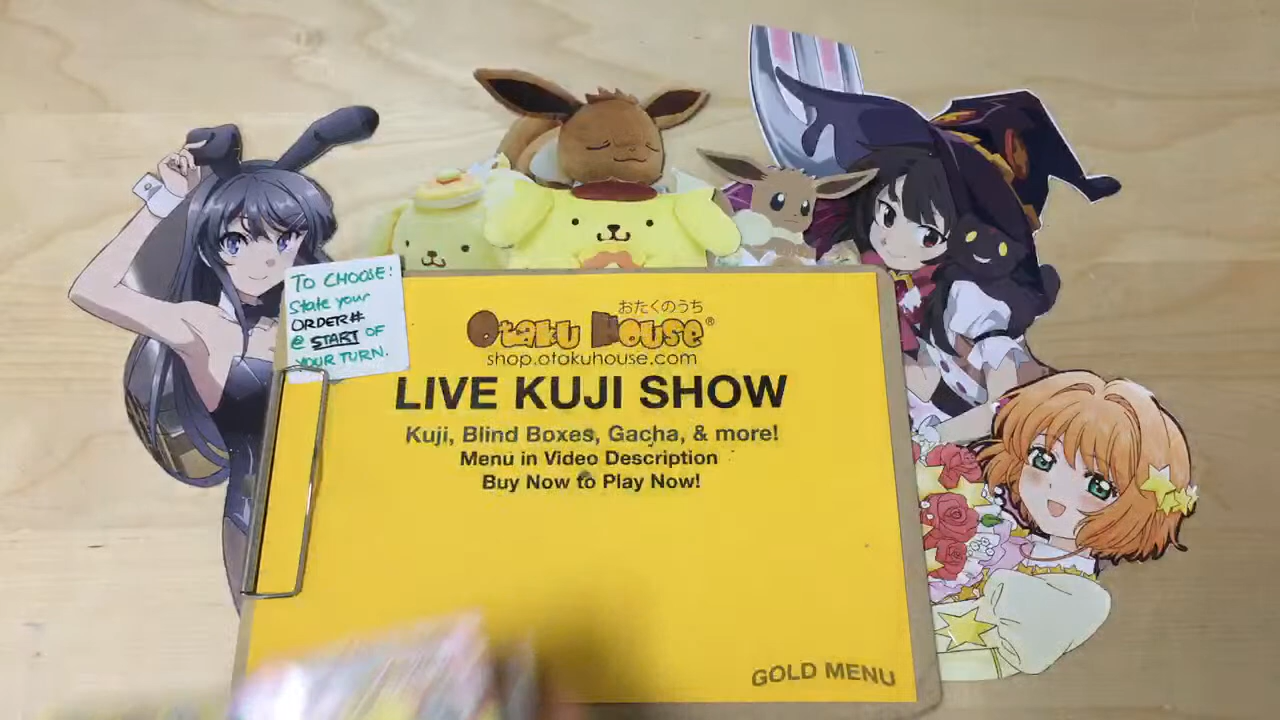 TO CHOOSE!
State your
ORDER#
@ START OF
YOUR TURN.
おたくのうち
Otaku House®
shop.otakuhouse.com
LIVE KUJI SHOW
Kuji, Blind Boxes, Gacha, & more!
Menu in Video Description
Buy Now to Play Now!
GOLD MENU